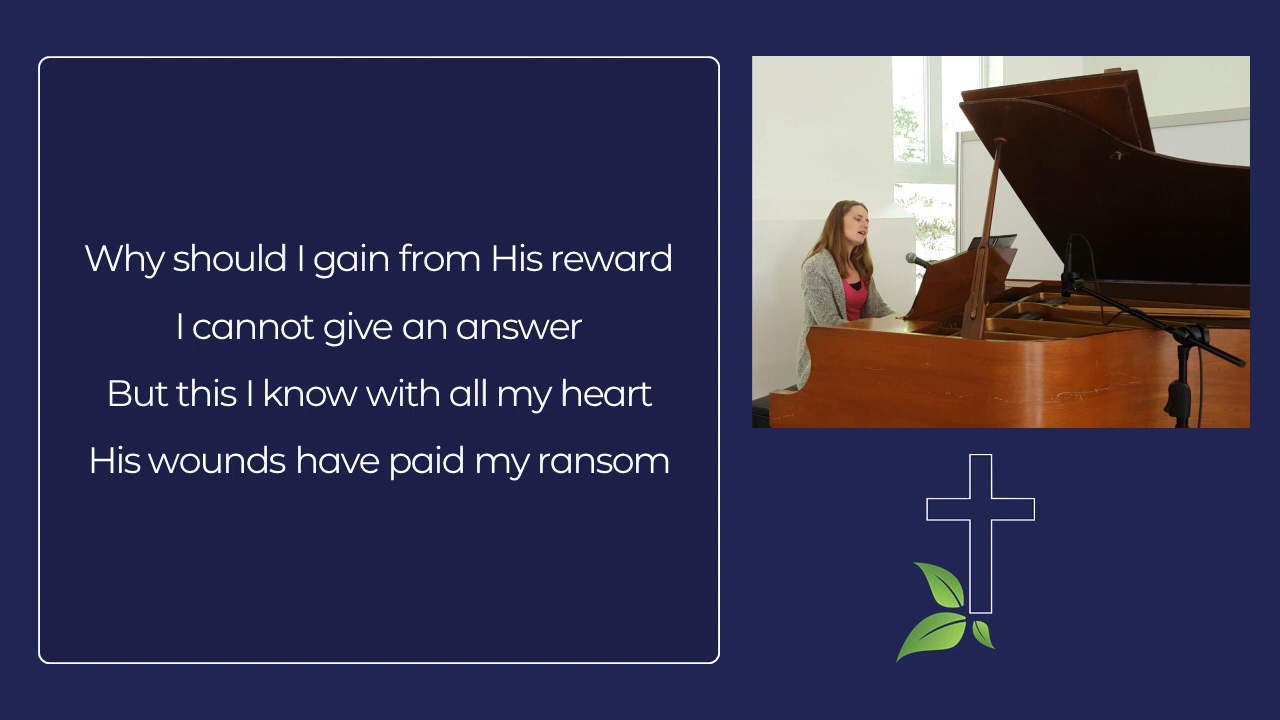 Why should I gain from His reward
I cannot give an answer
But this I know with all my heart
His wounds have paid my ransom